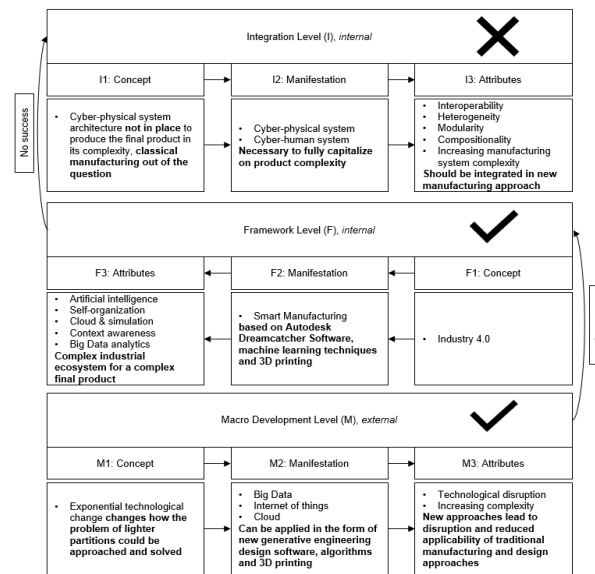 Integration Level (I), internal
I1: Concept
I2: Manifestation
I3: Attributes
• Cyber-physical system
architecture not in place to
produce the final product in
its complexity, classical
manufacturing out of the
question
• Cyber-physical system
• Cyber-human system
Necessary to fully capitalize
on product complexity
• Interoperability
• Heterogeneity
• Modularity
• Compositionality
• Increasing manufacturing
system complexity
Should be integrated in new
manufacturing approach
No success
Framework Level (F), internal
F3: Attributes
F2: Manifestation
F1: Concept
• Artificial intelligence
• Self-organization
• Cloud & simulation
• Context awareness
• Big Data analytics
Complex industrial
ecosystem for a complex
final product
• Smart Manufacturing
based on Autodesk
Dreamcatcher Software,
machine learning techniques
and 3D printing
• Industry 4.0
Macro Development Level (M), external
M1: Concept
M2: Manifestation
M3: Attributes
• Exponential technological
change changes how the
problem of lighter
partitions could be
approached and solved
• Big Data
• Internet of things
• Cloud
Can be applied in the form of
new generative engineering
design software, algorithms
and 3D printing
• Technological disruption
• Increasing complexity
New approaches lead to
disruption and reduced
applicability of traditional
manufacturing and design
approaches